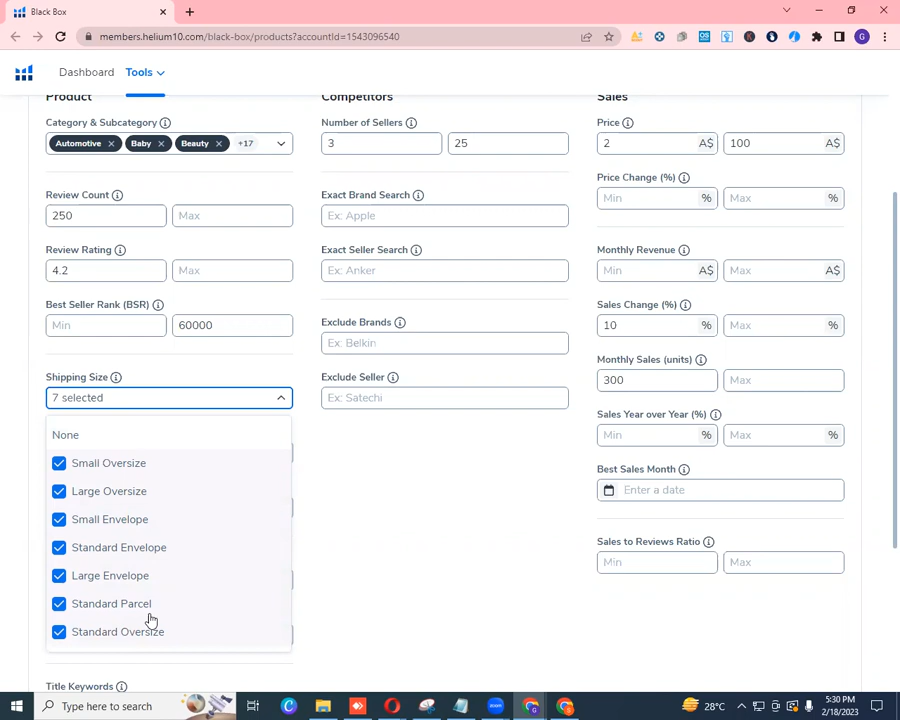 Black Box
members.helium10.com/black-box/products?accountId=1543096540
Dashboard Tools
Product Competitors Sales
Category & Subcategory Number of Sellers Price
Automotive Baby Beauty +17 3 25 2 A$ 100 A$
Price Change (%)
Review Count Exact Brand Search Min % Max %
250 Max Ex: Apple
Review Rating Exact Seller Search Monthly Revenue
4.2 Max Ex: Anker Min A$ Max A$
Best Seller Rank (BSR) Exclude Brands Sales Change (%)
Min 60000 Ex: Belkin 10 % Max %
Shipping Size Exclude Seller Monthly Sales (units)
7 selected Ex: Satechi 300 Max
None Sales Year over Year (%)
Small Oversize Min % Max %
Large Oversize Best Sales Month
Small Envelope Enter a date
Standard Envelope Sales to Reviews Ratio
Large Envelope Min Max
Standard Parcel
Standard Oversize
Title Keywords
Type here to search 28°C 5:30 PM
2/18/2023